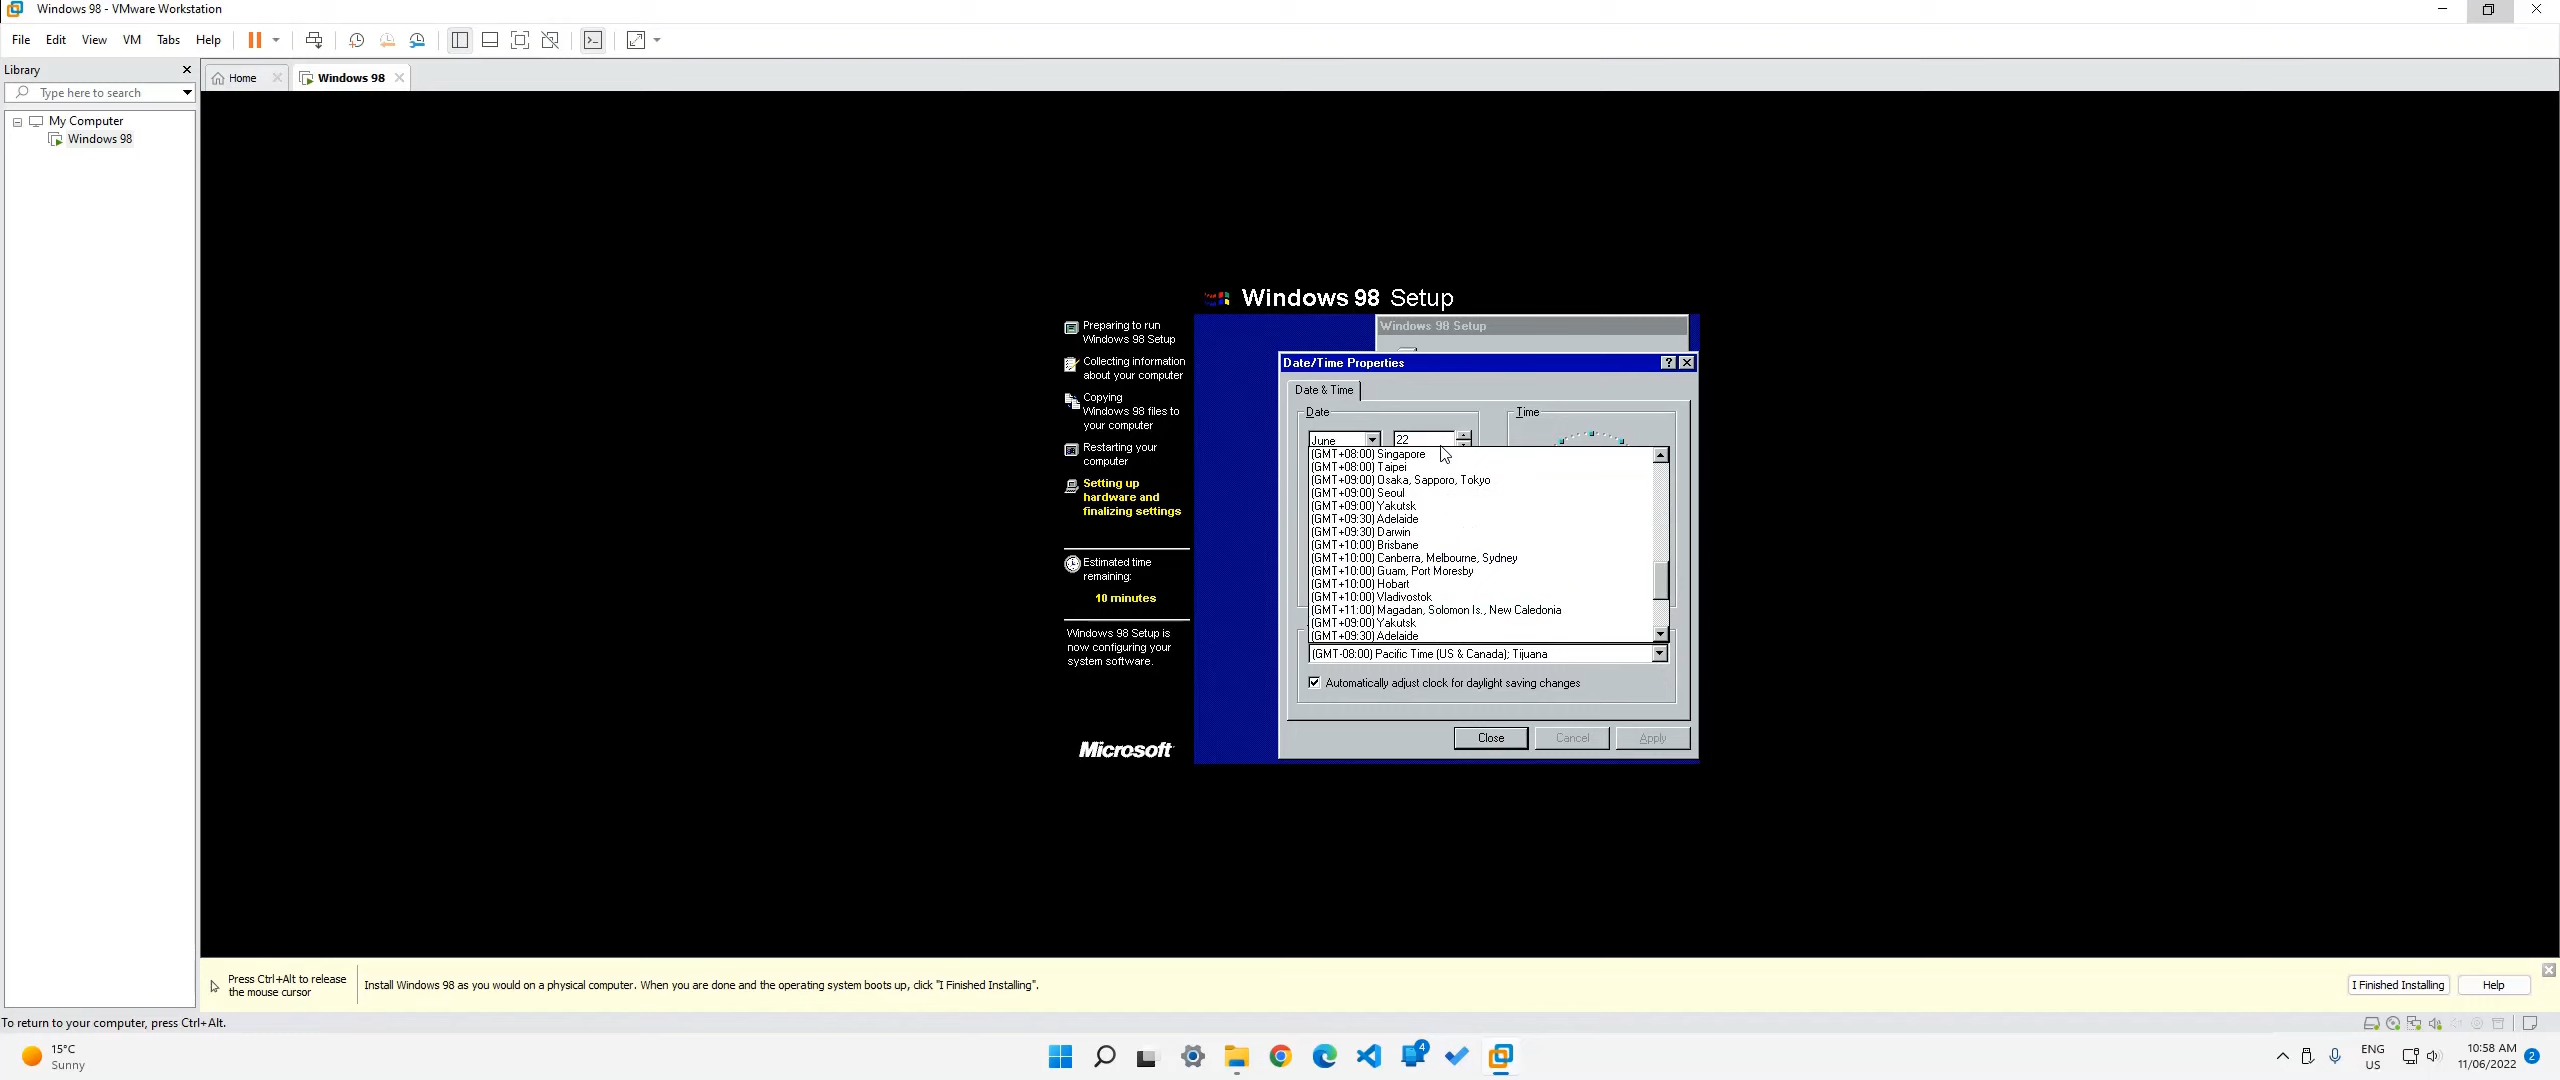 Windows 98 - VMware Workstation
File Edit View VM Tabs Help
Library
Home
Windows 98
Type here to search
My Computer
Windows 98
Windows 98 Setup
Preparing to run
Windows 98 Setup
Collecting information
about your computer
Copying
Windows 98 files to
your computer
Restarting your
computer
Setting up
hardware and
finalizing settings
Estimated time
remaining:
10 minutes
Windows 98 Setup is
now configuring your
system software.
Microsoft
Windows 98 Setup
Date/Time Properties
Date & Time
Date
Time
June
22
(GMT+08:00) Singapore
(GMT+08:00) Taipei
(GMT+09:00) Osaka, Sapporo, Tokyo
(GMT+09:00) Seoul
(GMT+09:00) Yakutsk
(GMT+09:30) Adelaide
(GMT+09:30) Darwin
(GMT+10:00) Brisbane
(GMT+10:00) Canberra, Melbourne, Sydney
(GMT+10:00) Guam, Port Moresby
(GMT+10:00) Hobart
(GMT+10:00) Vladivostok
(GMT+11:00) Magadan, Solomon Is., New Caledonia
(GMT+09:00) Yakutsk
(GMT+09:30) Adelaide
(GMT-08:00) Pacific Time (US & Canada); Tijuana
Automatically adjust clock for daylight saving changes
Close
Cancel
Apply
Press Ctrl+Alt to release
the mouse cursor
Install Windows 98 as you would on a physical computer. When you are done and the operating system boots up, click "I Finished Installing".
I Finished Installing
Help
To return to your computer, press Ctrl+Alt.
15°C
Sunny
4
ENG
US
10:58 AM
11/06/2022
2